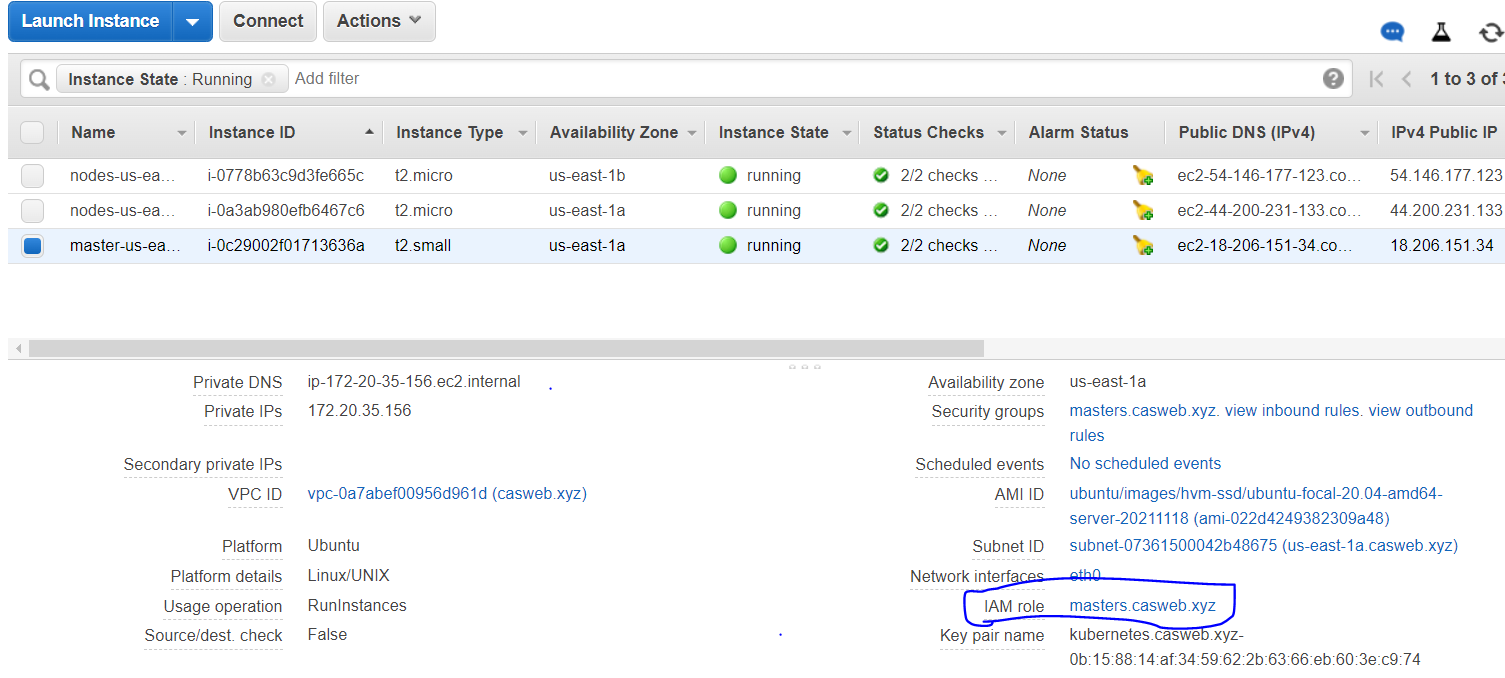 Launch Instance Connect Actions
Instance State : Running Add filter 1 to 3 of 3
Name Instance ID Instance Type Availability Zone Instance State Status Checks Alarm Status Public DNS (IPv4) IPv4 Public IP
nodes-us-ea... i-0778b63c9d3fe665c t2.micro us-east-1b running 2/2 checks ... None ec2-54-146-177-123.co... 54.146.177.123
nodes-us-ea... i-0a3ab980efb6467c6 t2.micro us-east-1a running 2/2 checks ... None ec2-44-200-231-133.co... 44.200.231.133
master-us-ea... i-0c29002f01713636a t2.small us-east-1a running 2/2 checks ... None ec2-18-206-151-34.co... 18.206.151.34
Private DNS ip-172-20-35-156.ec2.internal
Private IPs 172.20.35.156
Secondary private IPs
VPC ID vpc-0a7abef00956d961d (casweb.xyz)
Platform Ubuntu
Platform details Linux/UNIX
Usage operation RunInstances
Source/dest. check False
Availability zone us-east-1a
Security groups masters.casweb.xyz. view inbound rules. view outbound
rules
Scheduled events No scheduled events
AMI ID ubuntu/images/hvm-ssd/ubuntu-focal-20.04-amd64-
server-20211118 (ami-022d4249382309a48)
Subnet ID subnet-07361500042b48675 (us-east-1a.casweb.xyz)
Network interfaces eth0
IAM role masters.casweb.xyz
Key pair name kubernetes.casweb.xyz-
0b:15:88:14:af:34:59:62:2b:63:66:eb:60:3e:c9:74